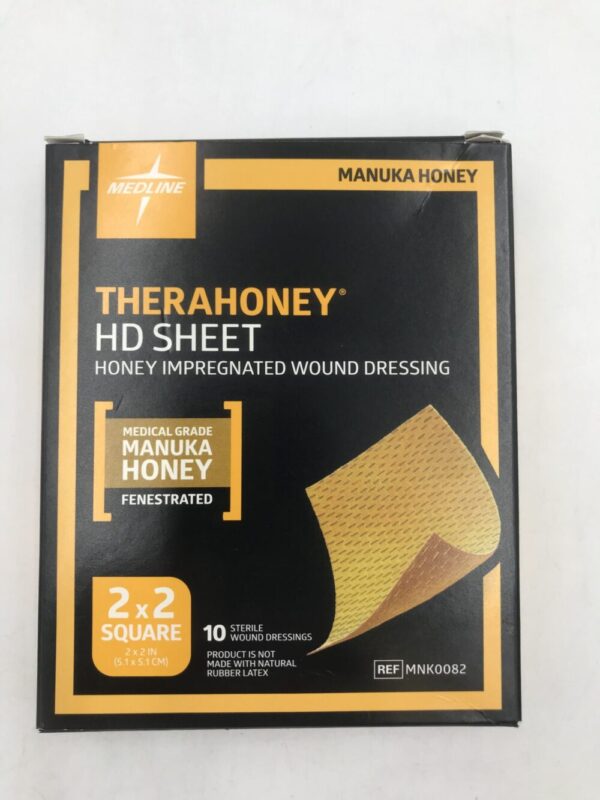 MEDLINE
MANUKA HONEY
THERAHONEY®
HD SHEET
HONEY IMPREGNATED WOUND DRESSING
MEDICAL GRADE
MANUKA
HONEY
FENESTRATED
2 x 2
SQUARE
2 x 2 IN
(5.1 x 5.1 CM)
10 STERILE
WOUND DRESSINGS
PRODUCT IS NOT
MADE WITH NATURAL
RUBBER LATEX
REF MNK0082